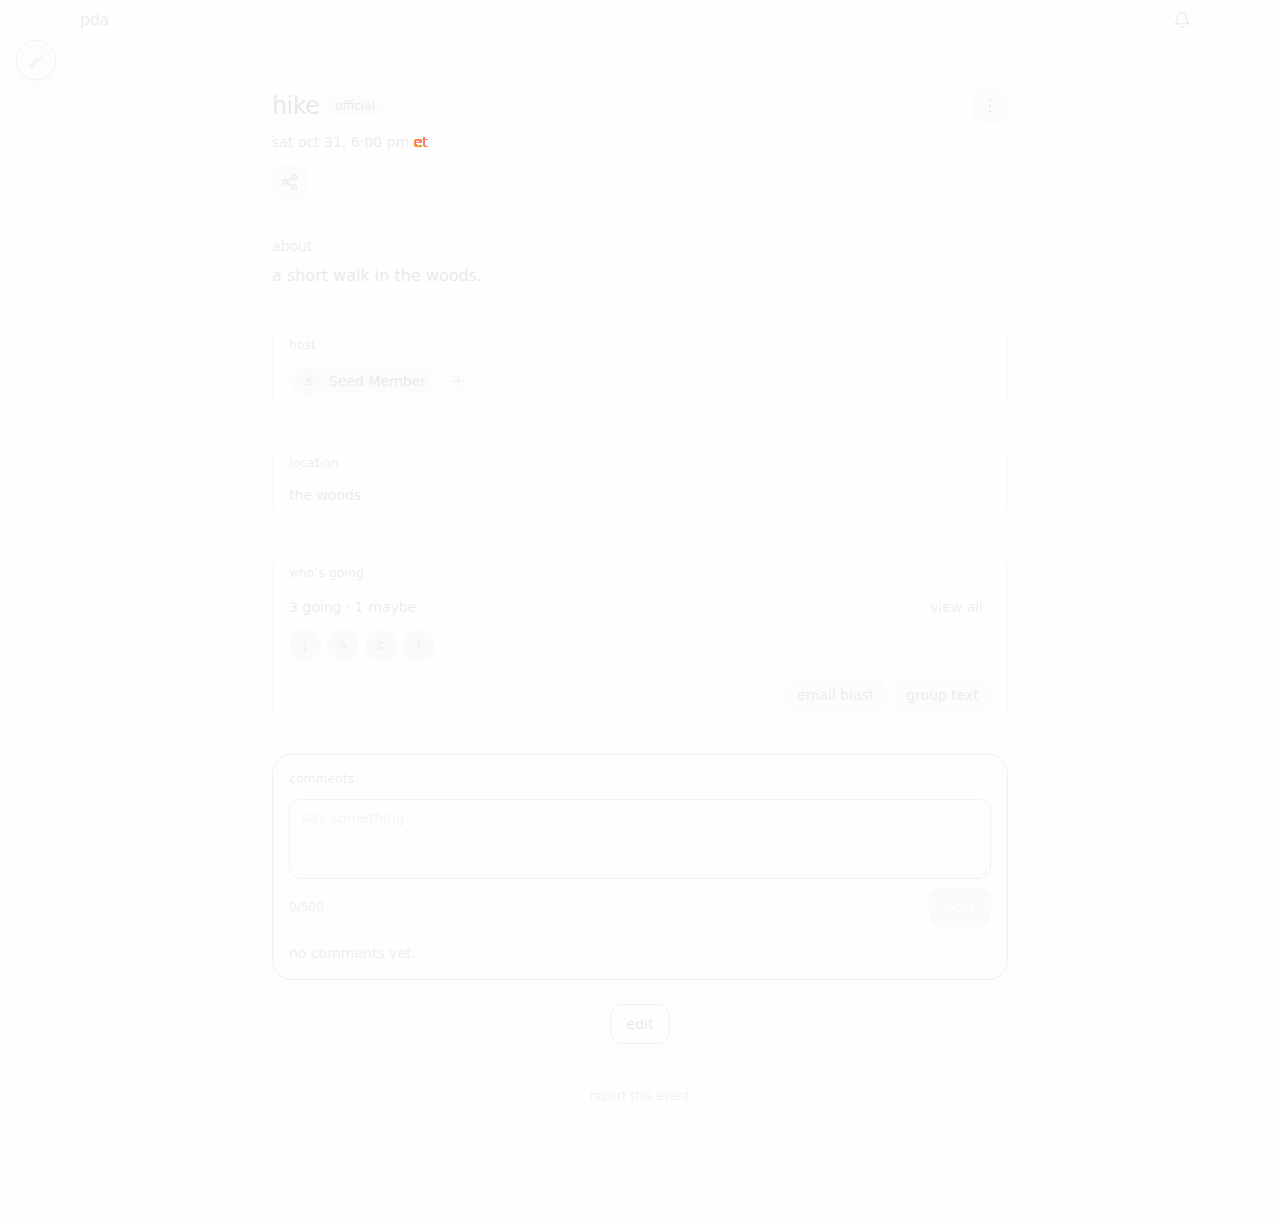 pda
hike official
sat oct 31, 6:00 pm et
about
a short walk in the woods.
host
s Seed Member
location
the woods
who's going
3 going · 1 maybe view all
j a c r
email blast group text
comments
say something...
0/500 post
no comments yet.
edit
report this event